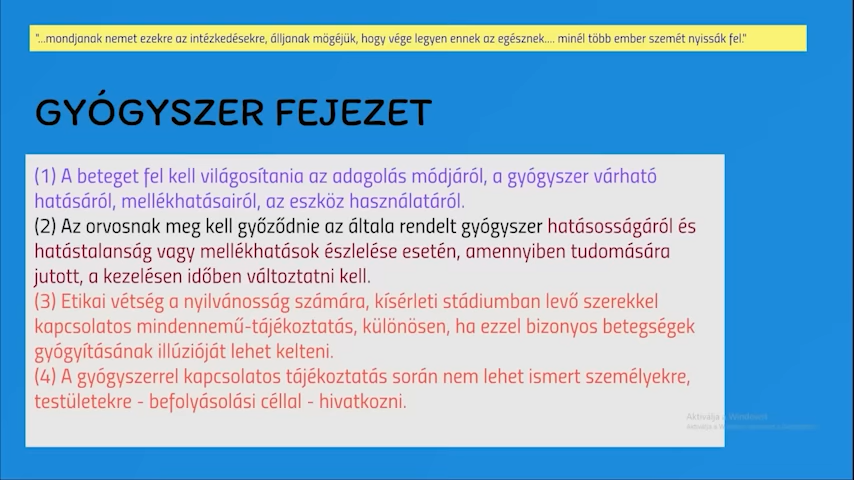 "...mondjanak nemet ezekre az intézkedésekre, álljanak mögéjük, hogy vége legyen ennek az egésznek.... minél több ember szemét nyissák fel."
GYÓGYSZER FEJEZET
(1) A beteget fel kell világosítania az adagolás módjáról, a gyógyszer várható
hatásáról, mellékhatásairól, az eszköz használatáról.
(2) Az orvosnak meg kell győződnie az általa rendelt gyógyszer hatásosságáról és
hatástalanság vagy mellékhatások észlelése esetén, amennyiben tudomására
jutott, a kezelésen időben változtatni kell.
(3) Etikai vétség a nyilvánosság számára, kísérleti stádiumban levő szerekkel
kapcsolatos mindennemű-tájékoztatás, különösen, ha ezzel bizonyos betegségek
gyógyításának illúzióját lehet kelteni.
(4) A gyógyszerrel kapcsolatos tájékoztatás során nem lehet ismert személyekre,
testületekre - befolyásolási céllal - hivatkozni.
Aktiválja a Windowst